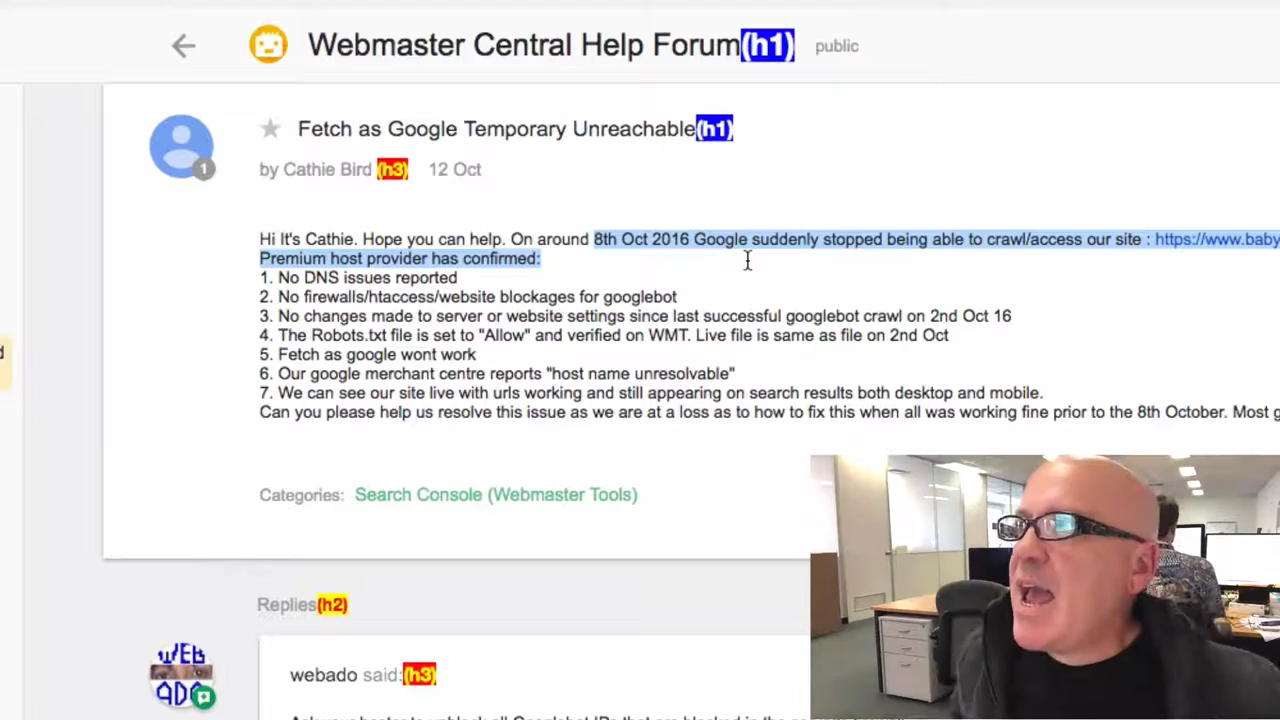 Webmaster Central Help Forum(h1) public
Fetch as Google Temporary Unreachable(h1)
1
by Cathie Bird (h3) 12 Oct
Hi It's Cathie. Hope you can help. On around 8th Oct 2016 Google suddenly stopped being able to crawl/access our site : https://www.baby
Premium host provider has confirmed:
1. No DNS issues reported
2. No firewalls/htaccess/website blockages for googlebot
3. No changes made to server or website settings since last successful googlebot crawl on 2nd Oct 16
4. The Robots.txt file is set to "Allow" and verified on WMT. Live file is same as file on 2nd Oct
5. Fetch as google wont work
6. Our google merchant centre reports "host name unresolvable"
7. We can see our site live with urls working and still appearing on search results both desktop and mobile.
Can you please help us resolve this issue as we are at a loss as to how to fix this when all was working fine prior to the 8th October. Most g
Categories: Search Console (Webmaster Tools)
Replies(h2)
WEB
ADO
webado said:(h3)